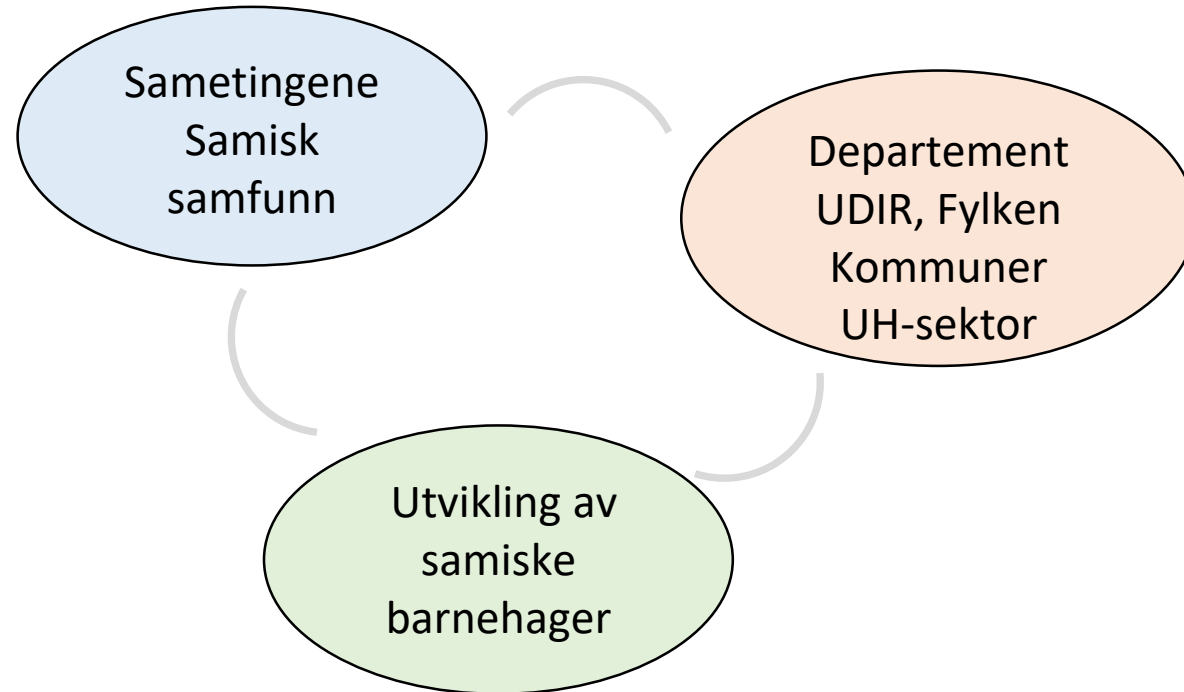 Sametingene
Samisk
samfunn
Departement
UDIR, Fylken
Kommuner
UH-sektor
Utvikling av
samiske
barnehager